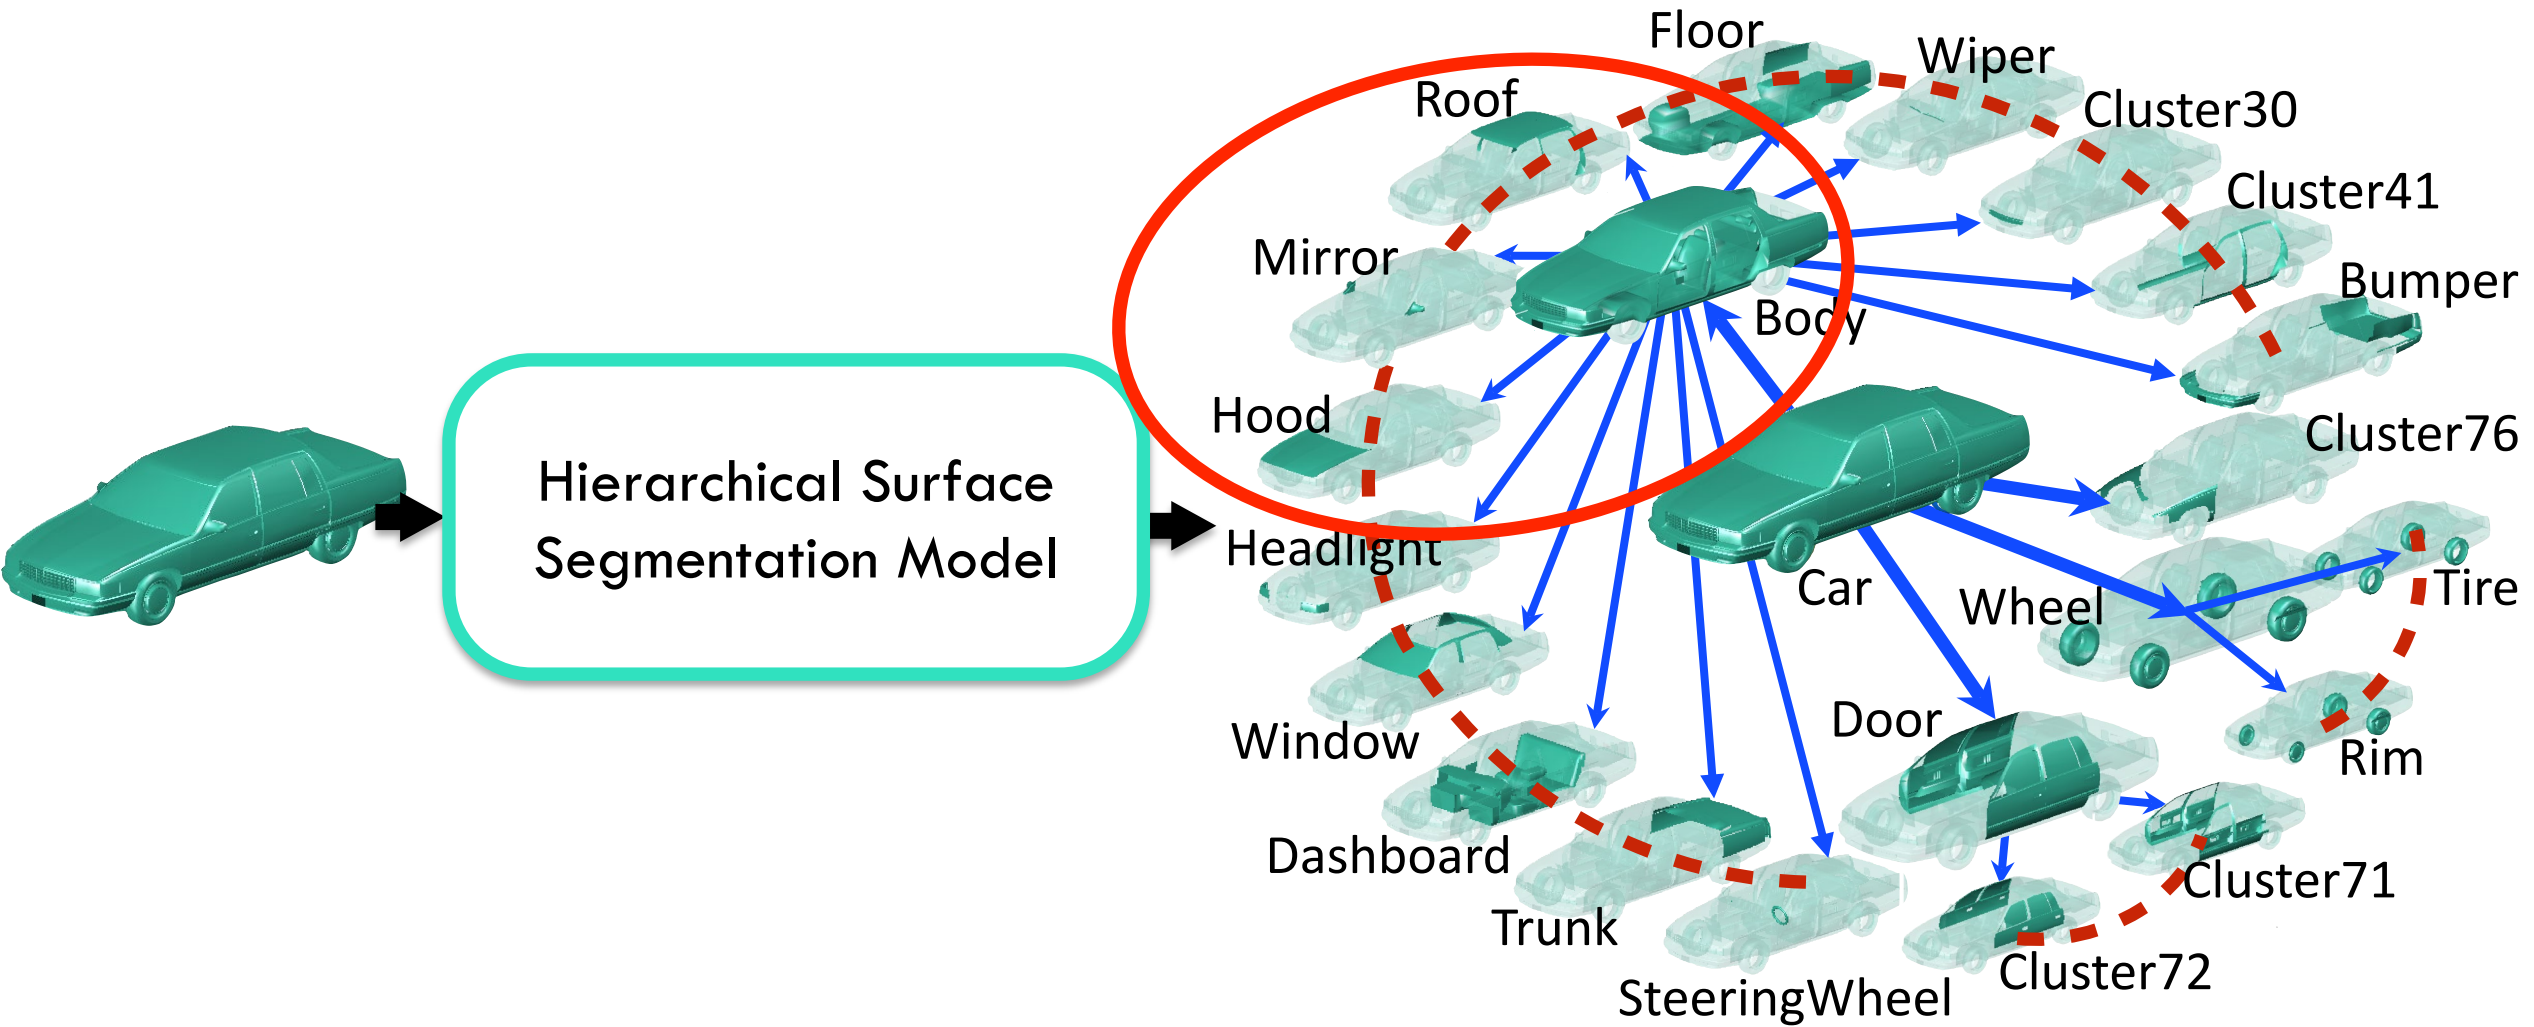 Floor
Wiper
Roof
Cluster30
Cluster41
Mirror
Bumper
Body
Hood
Cluster76
Hierarchical Surface
Segmentation Model
Headlight
Car
Wheel
Tire
Door
Window
Rim
Dashboard
Cluster71
Trunk
Cluster72
SteeringWheel